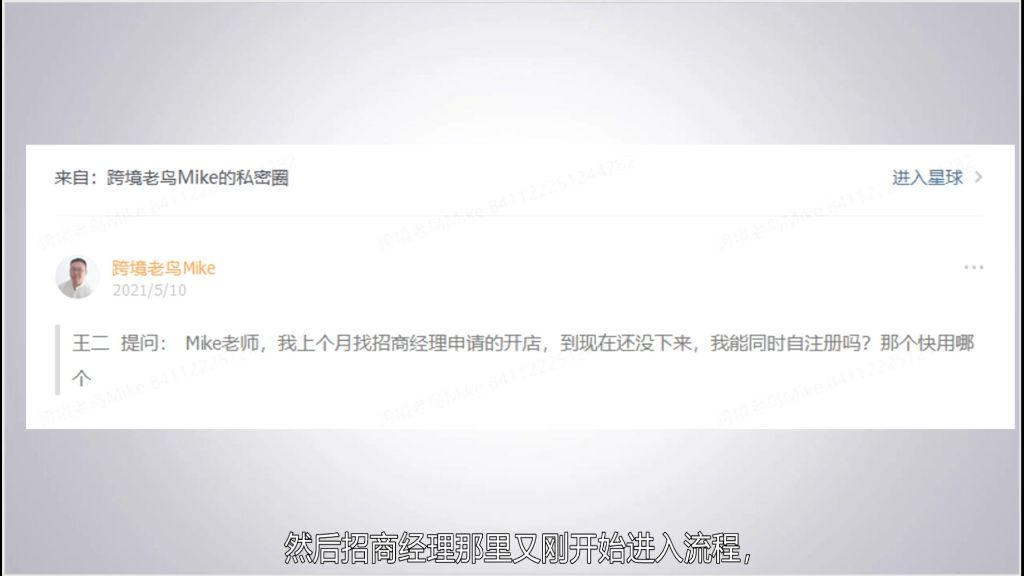 来自：跨境老鸟Mike的私密圈
进入星球 >
跨境老鸟Mike
2021/5/10
王二 提问： Mike老师，我上个月找招商经理申请的开店，到现在还没下来，我能同时自注册吗？那个快用哪
个
然后招商经理那里又刚开始进入流程，